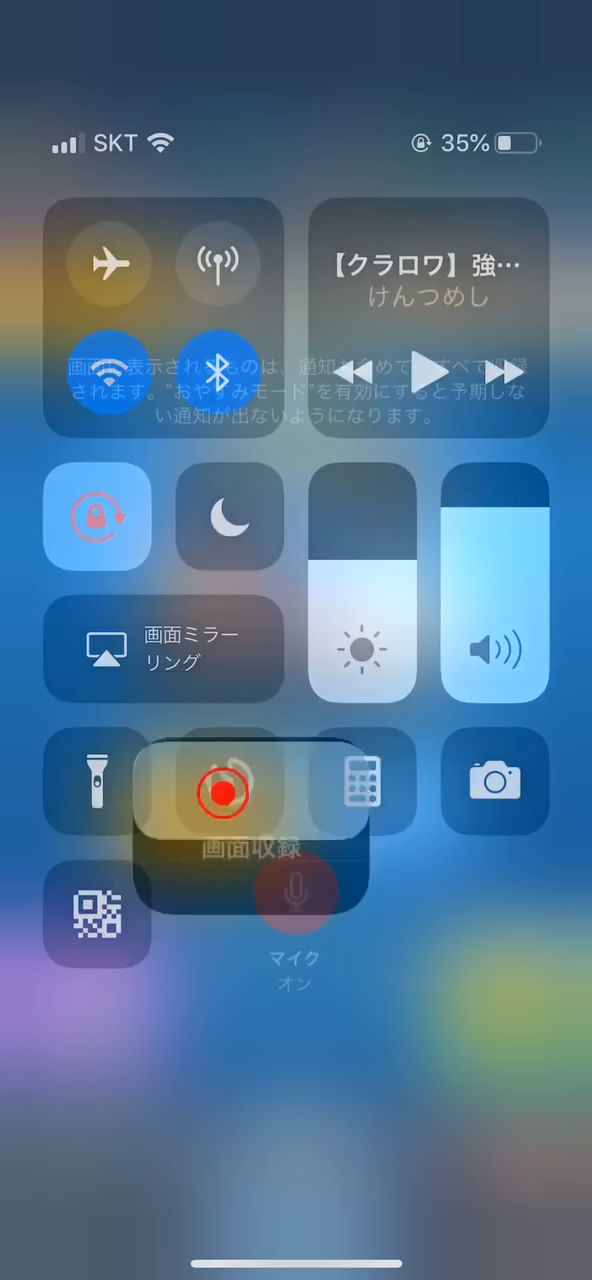 SKT
35%
【クラロワ】強…
けんつめし
画面に表示されるものは、通知も含めてすべて収録
されます。"おやすみモード"を有効にすると予期しな
い通知が出ないようになります。
画面ミラー
リング
画面収録
マイク
オン